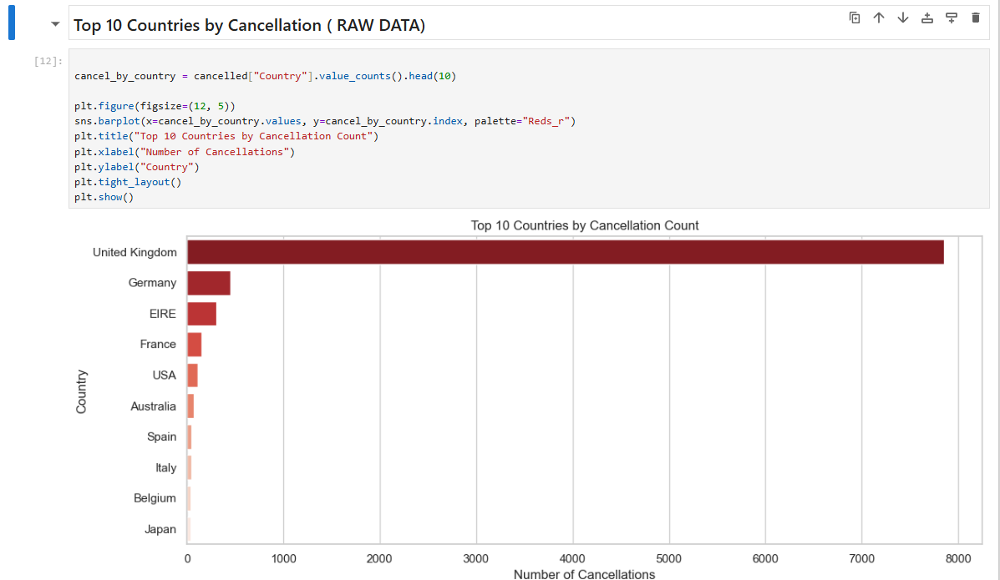 Top 10 Countries by Cancellation ( RAW DATA)
[12]:
cancel_by_country = cancelled["Country"].value_counts().head(10)
plt.figure(figsize=(12, 5))
sns.barplot(x=cancel_by_country.values, y=cancel_by_country.index, palette="Reds_r")
plt.title("Top 10 Countries by Cancellation Count")
plt.xlabel("Number of Cancellations")
plt.ylabel("Country")
plt.tight_layout()
plt.show()
Top 10 Countries by Cancellation Count
United Kingdom
Germany
EIRE
France
USA
Australia
Spain
Italy
Belgium
Japan
Country
0 1000 2000 3000 4000 5000 6000 7000 8000
Number of Cancellations